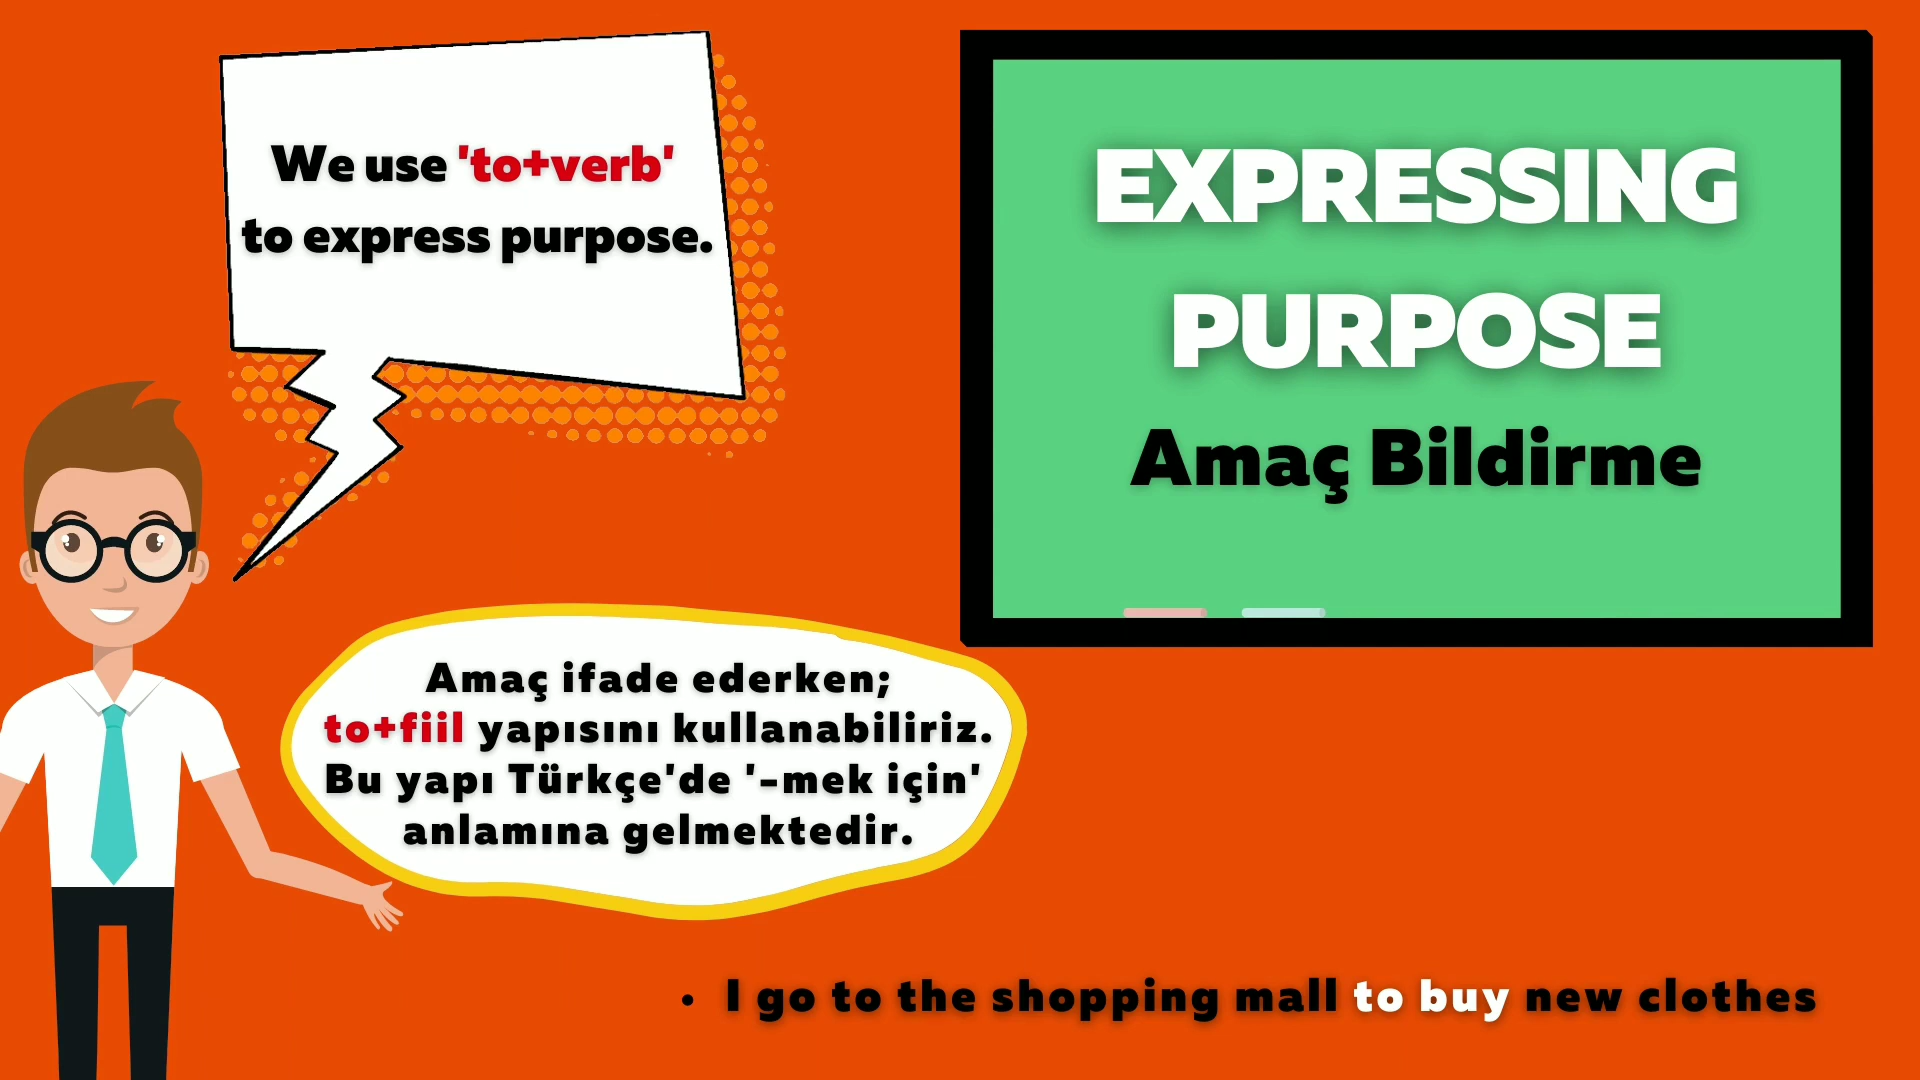 We use 'to+verb'
to express purpose.
EXPRESSING
PURPOSE
Amaç Bildirme
Amaç ifade ederken;
to+fiil yapısını kullanabiliriz.
Bu yapı Türkçe'de '-mek için'
anlamına gelmektedir.
• I go to the shopping mall to buy new clothes